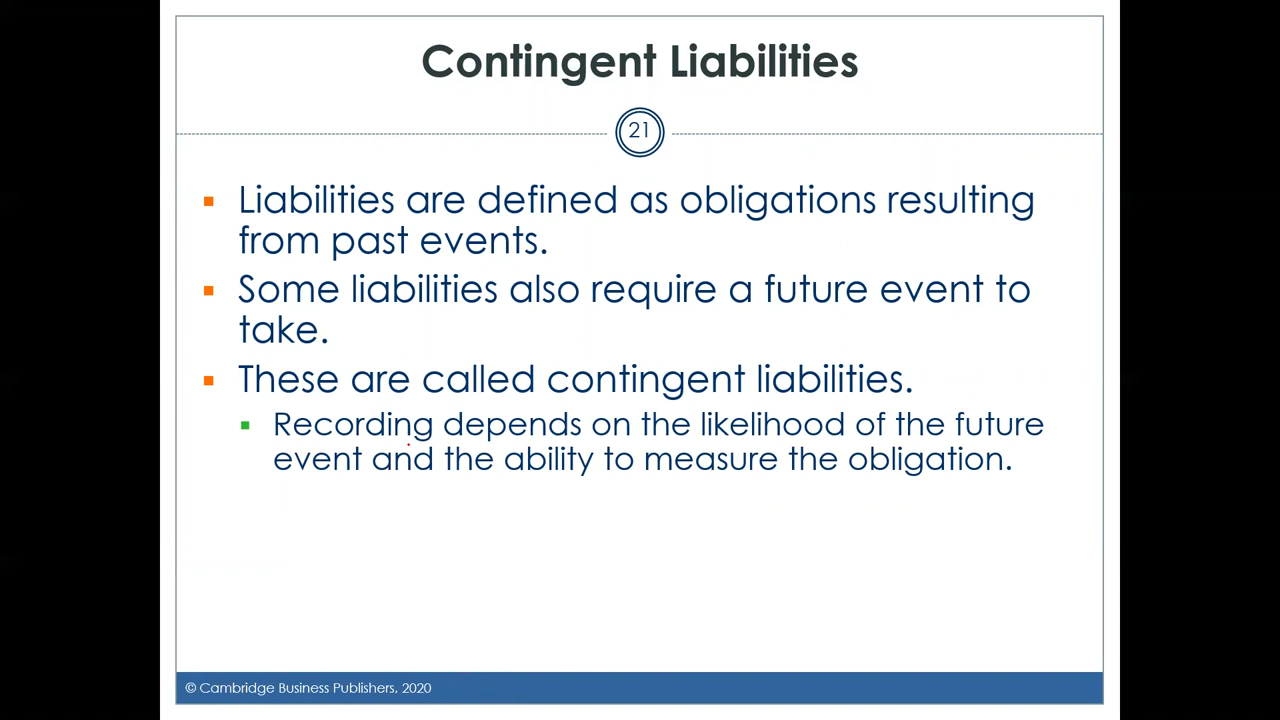 Contingent Liabilities
21
Liabilities are defined as obligations resulting
from past events.
Some liabilities also require a future event to
take.
These are called contingent liabilities.
Recording depends on the likelihood of the future
event and the ability to measure the obligation.
© Cambridge Business Publishers, 2020